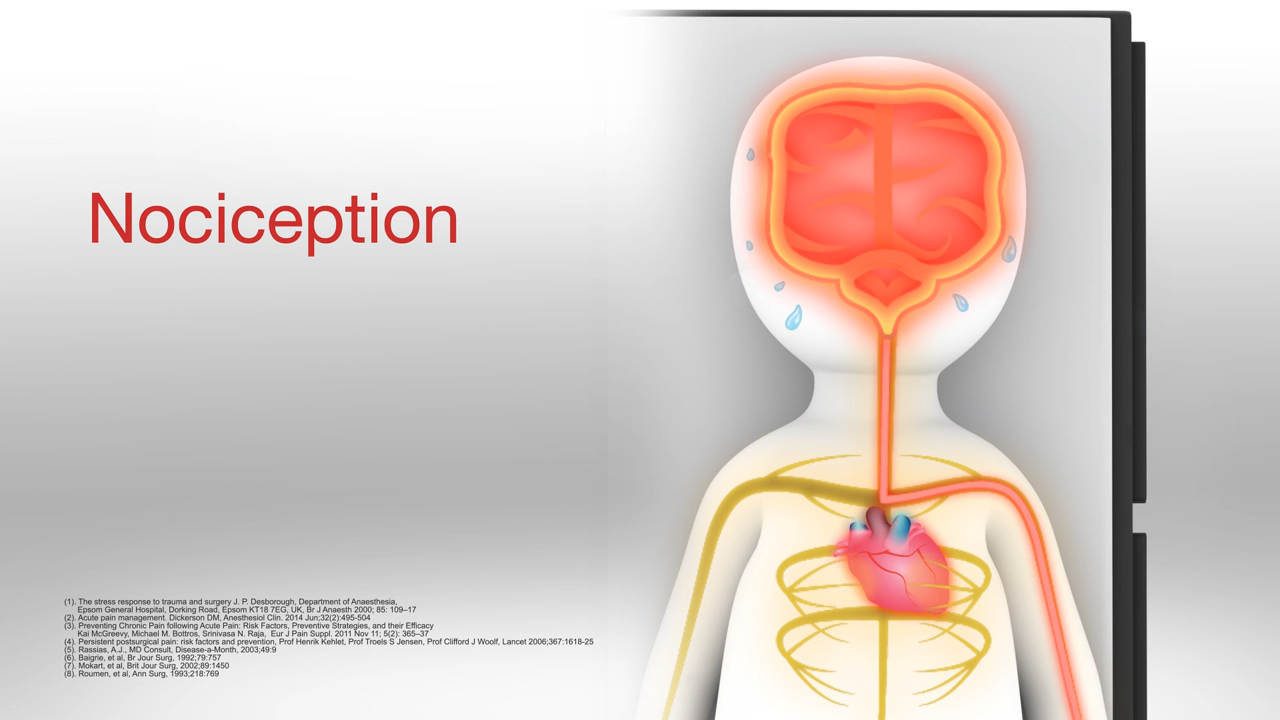 Nociception
(1). The stress response to trauma and surgery J. P. Desborough, Department of Anaesthesia,
Epsom General Hospital, Dorking Road, Epsom KT18 7EG, UK, Br J Anaesth 2000; 85: 109–17
(2). Acute pain management. Dickerson DM, Anesthesiol Clin. 2014 Jun;32(2):495-504
(3). Preventing Chronic Pain following Acute Pain: Risk Factors, Preventive Strategies, and their Efficacy
Kai McGreevy, Michael M. Bottros, Srinivasa N. Raja, Eur J Pain Suppl. 2011 Nov 11; 5(2): 365–37
(4). Persistent postsurgical pain: risk factors and prevention, Prof Henrik Kehlet, Prof Troels S Jensen, Prof Clifford J Woolf, Lancet 2006;367:1618-25
(5). Rassias, A.J., MD Consult, Disease-a-Month, 2003;49:9
(6). Baigrie, et al, Br Jour Surg, 1992;79:757
(7). Mokart, et al, Brit Jour Surg, 2002;89:1450
(8). Roumen, et al, Ann Surg, 1993;218:769